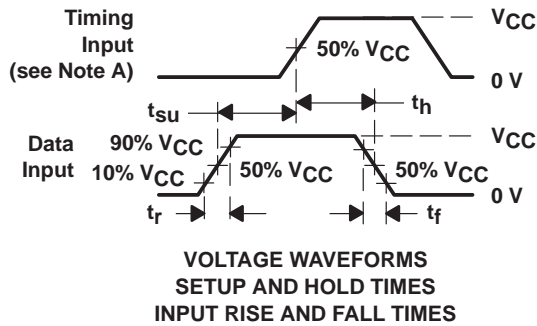 Timing
Input
(see Note A)
VCC
50% VCC
0 V
tsu
th
Data
Input
90% VCC
10% VCC
50% VCC
VCC
50% VCC
0 V
tr
tf
VOLTAGE WAVEFORMS
SETUP AND HOLD TIMES
INPUT RISE AND FALL TIMES